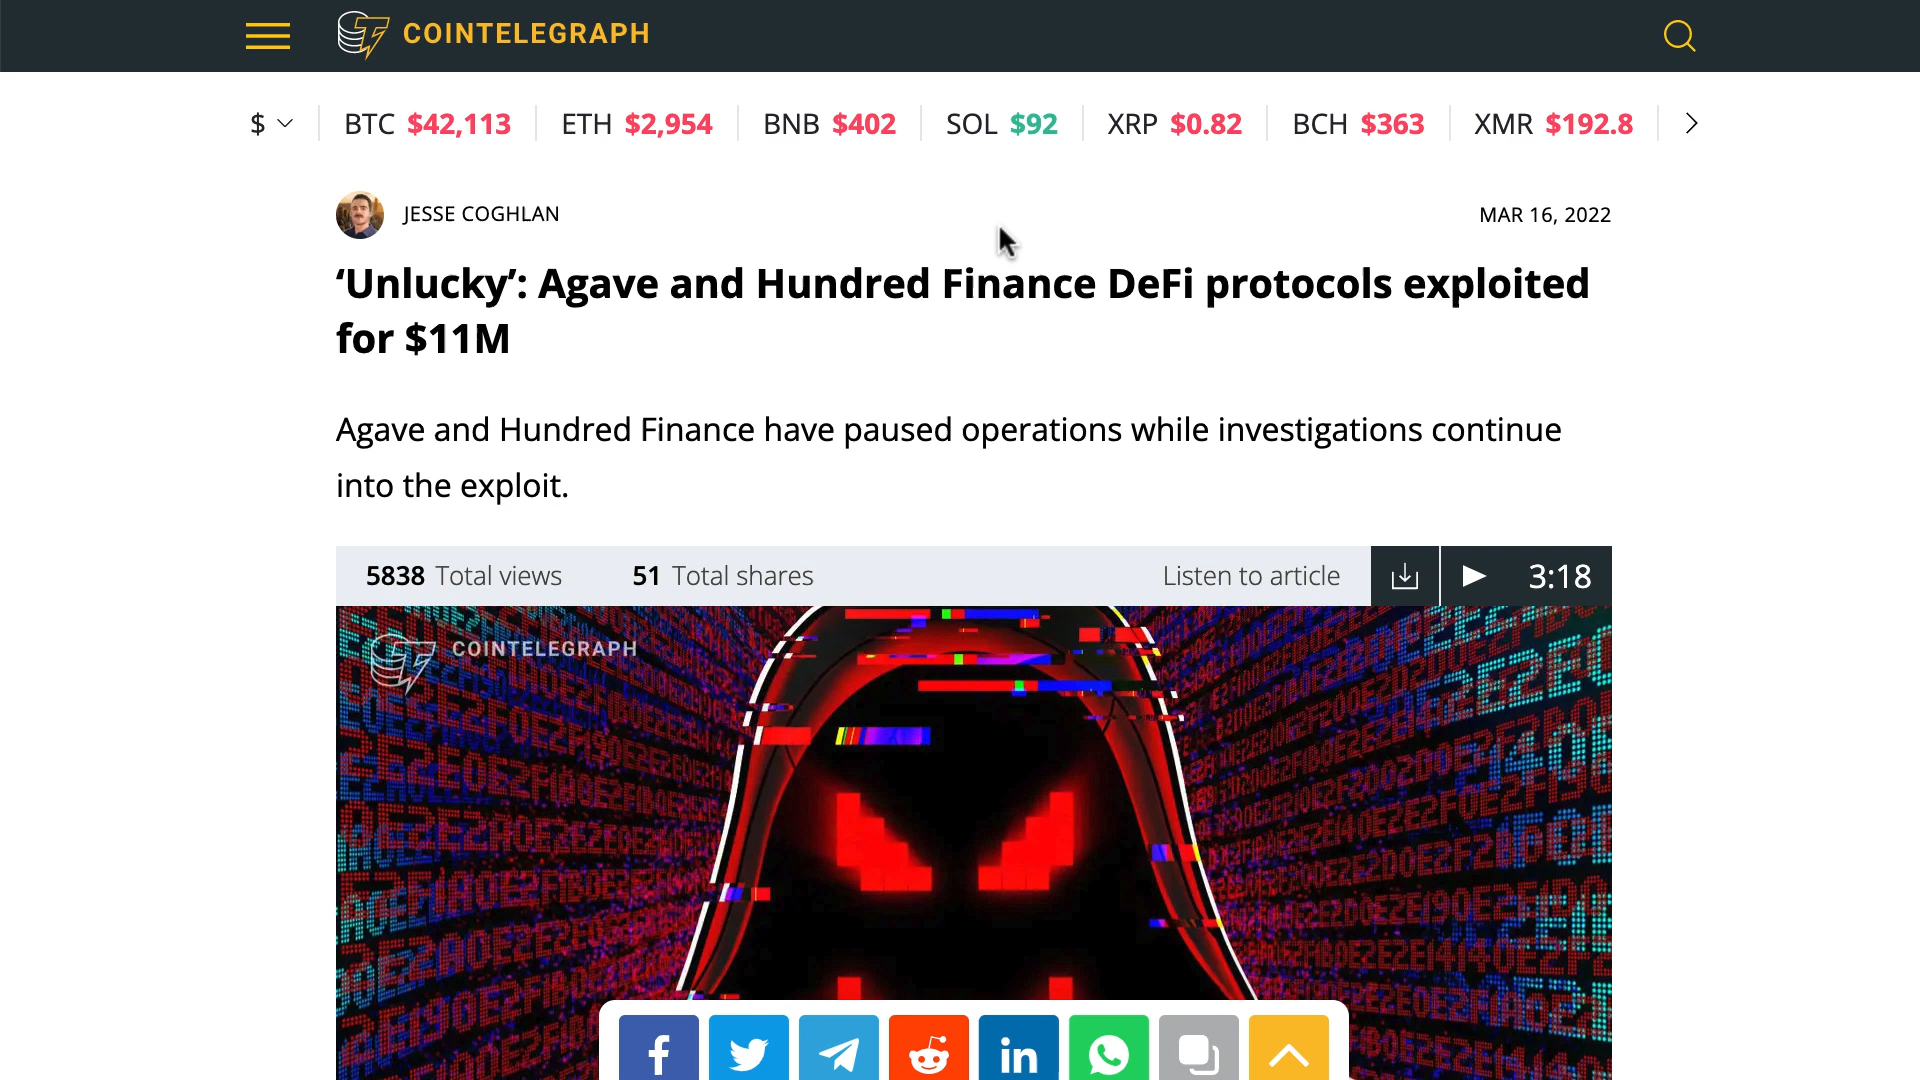 COINTELEGRAPH
$ BTC $42,113 ETH $2,954 BNB $402 SOL $92 XRP $0.82 BCH $363 XMR $192.8
JESSE COGHLAN MAR 16, 2022
‘Unlucky’: Agave and Hundred Finance DeFi protocols exploited
for $11M
Agave and Hundred Finance have paused operations while investigations continue
into the exploit.
5838 Total views 51 Total shares Listen to article 3:18
COINTELEGRAPH